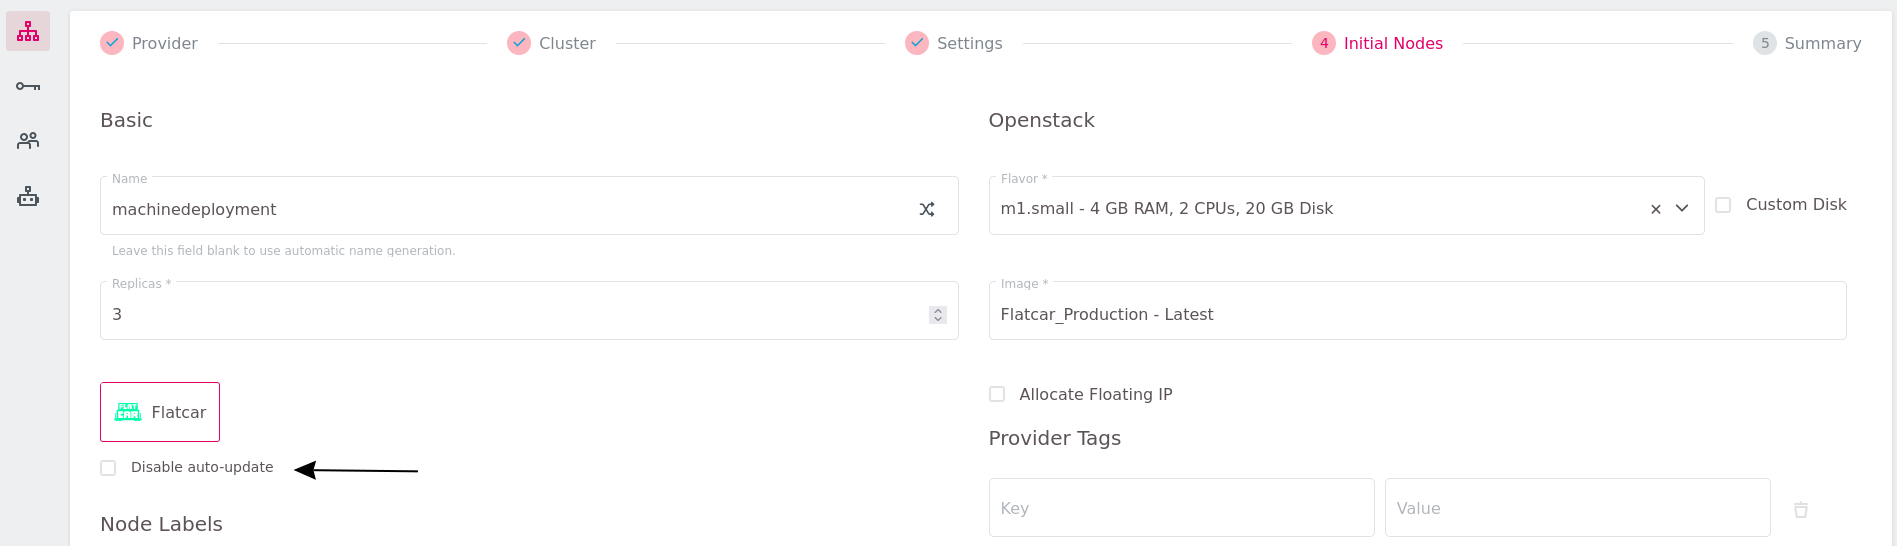 Provider
Cluster
Settings
4 Initial Nodes
5 Summary
Basic
Name
machinedeployment
Leave this field blank to use automatic name generation.
Replicas *
3
FLAT CAR Flatcar
Disable auto-update
Node Labels
Openstack
Flavor *
m1.small - 4 GB RAM, 2 CPUs, 20 GB Disk
Custom Disk
Image *
Flatcar_Production - Latest
Allocate Floating IP
Provider Tags
Key
Value